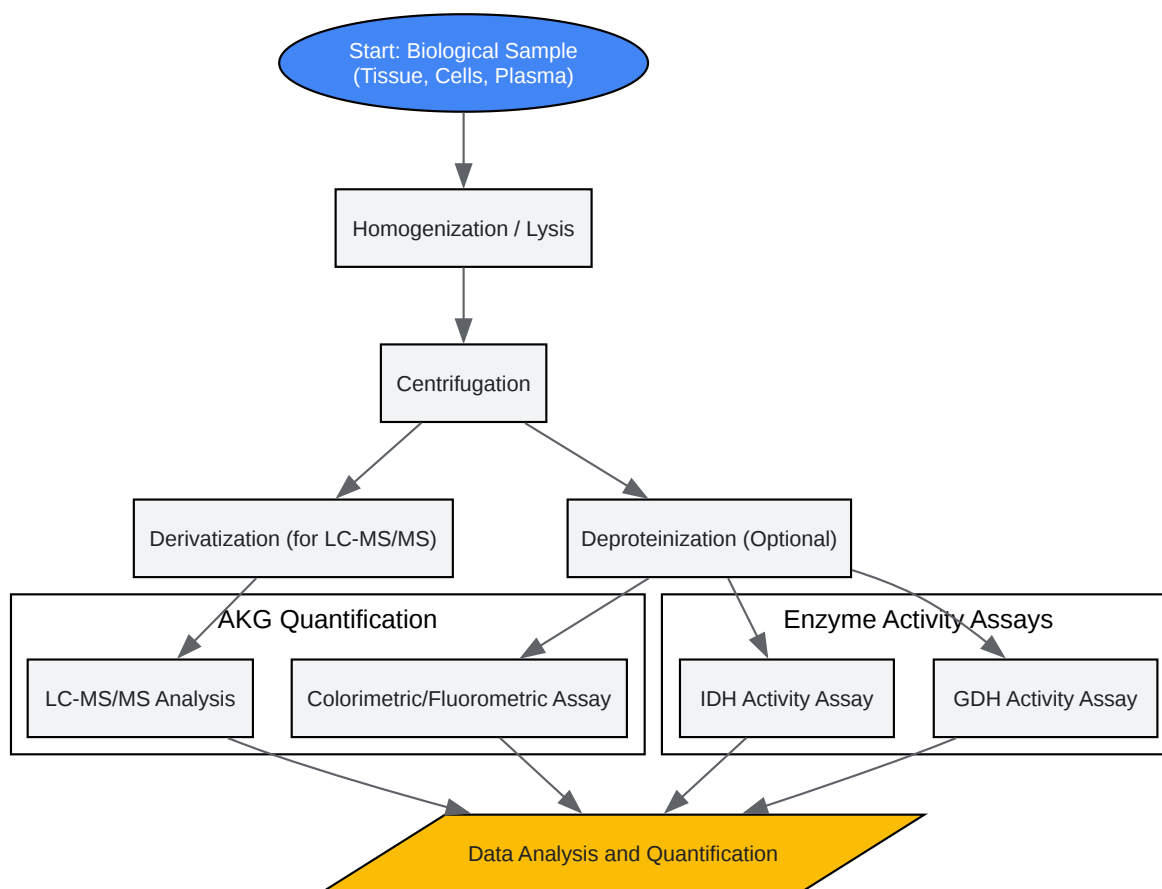 Start: Biological Sample
(Tissue, Cells, Plasma)
Homogenization / Lysis
Centrifugation
Derivatization (for LC-MS/MS)
Deproteinization (Optional)
AKG Quantification
Enzyme Activity Assays
LC-MS/MS Analysis
Colorimetric/Fluorometric Assay
IDH Activity Assay
GDH Activity Assay
Data Analysis and Quantification